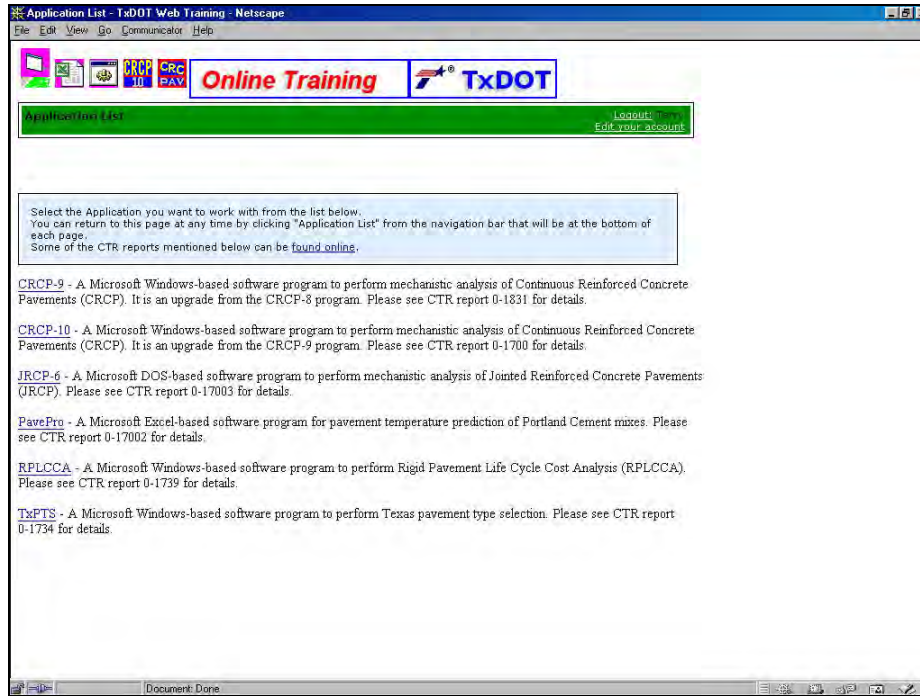 Application List - TxDOT Web Training - Netscape
File Edit View Go Communicator Help
CRCP III
CRC PAV
Online Training
TxDOT
Application List
Logout!
Edit your account
Select the Application you want to work with from the list below.
You can return to this page at any time by clicking "Application List" from the navigation bar that will be at the bottom of
each page.
Some of the CTR reports mentioned below can be found online.
CRCP-9 - A Microsoft Windows-based software program to perform mechanistic analysis of Continuous Reinforced Concrete
Pavements (CRCP). It is an upgrade from the CRCP-8 program. Please see CTR report 0-1831 for details.
CRCP-10 - A Microsoft Windows-based software program to perform mechanistic analysis of Continuous Reinforced Concrete
Pavements (CRCP). It is an upgrade from the CRCP-9 program. Please see CTR report 0-1700 for details.
JRCP-6 - A Microsoft DOS-based software program to perform mechanistic analysis of Jointed Reinforced Concrete Pavements
(JRCP). Please see CTR report 0-17003 for details.
PavePro - A Microsoft Excel-based software program for pavement temperature prediction of Portland Cement mixes. Please
see CTR report 0-17002 for details.
RPLCCA - A Microsoft Windows-based software program to perform Rigid Pavement Life Cycle Cost Analysis (RPLCCA).
Please see CTR report 0-1739 for details.
TxPTS - A Microsoft Windows-based software program to perform Texas pavement type selection. Please see CTR report
0-1734 for details.
Document: Done